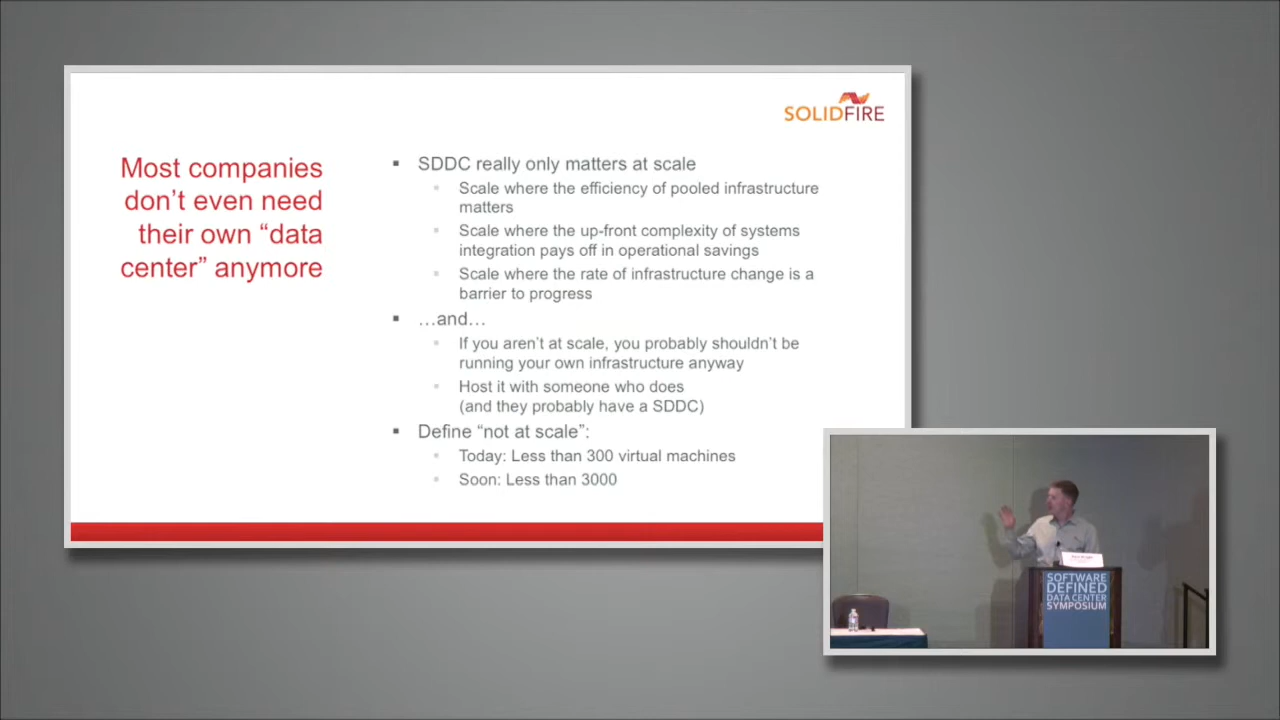 SOLIDFIRE
Most companies
don’t even need
their own “data
center” anymore
▪ SDDC really only matters at scale
▪ Scale where the efficiency of pooled infrastructure
matters
▪ Scale where the up-front complexity of systems
integration pays off in operational savings
▪ Scale where the rate of infrastructure change is a
barrier to progress
▪ …and…
▪ If you aren’t at scale, you probably shouldn’t be
running your own infrastructure anyway
▪ Host it with someone who does
(and they probably have a SDDC)
▪ Define “not at scale”:
▪ Today: Less than 300 virtual machines
▪ Soon: Less than 3000
SOFTWARE
DEFINED
DATA CENTER
SYMPOSIUM